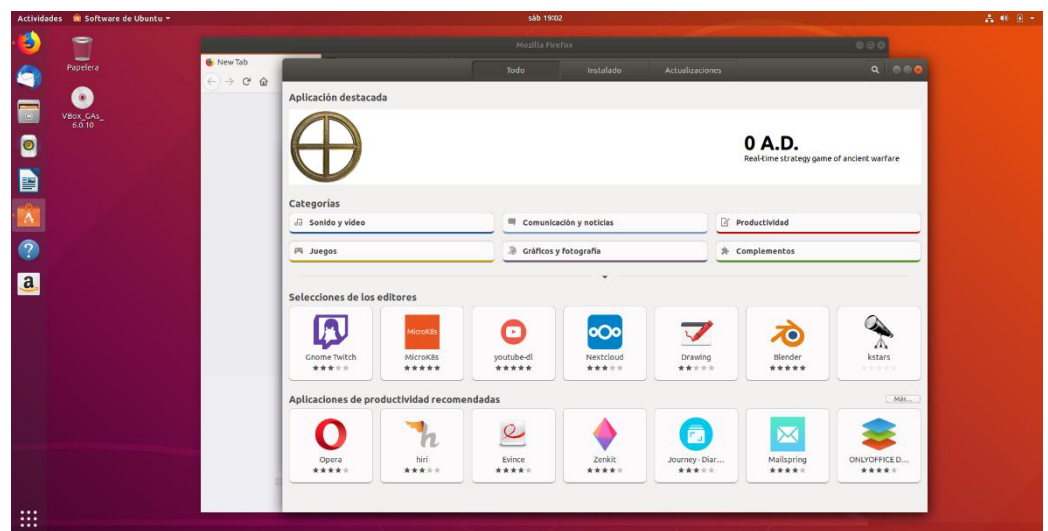 Actividades Software de Ubuntu sáb 19:02
Papelera
VBox_GAs_
6.0.10
Mozilla Firefox
New Tab
Todo Instalado Actualizaciones
Aplicación destacada
0 A.D.
Real-time strategy game of ancient warfare
Categorías
Sonido y vídeo Comunicación y noticias Productividad
Juegos Gráficos y fotografía Complementos
Selecciones de los editores
MicroK8s
Gnome Twitch MicroK8s youtube-dl Nextcloud Drawing Blender kstars
Aplicaciones de productividad recomendadas Más...
Opera hiri Evince Zenkit Journey - Diar... Mailspring ONLYOFFICE D...